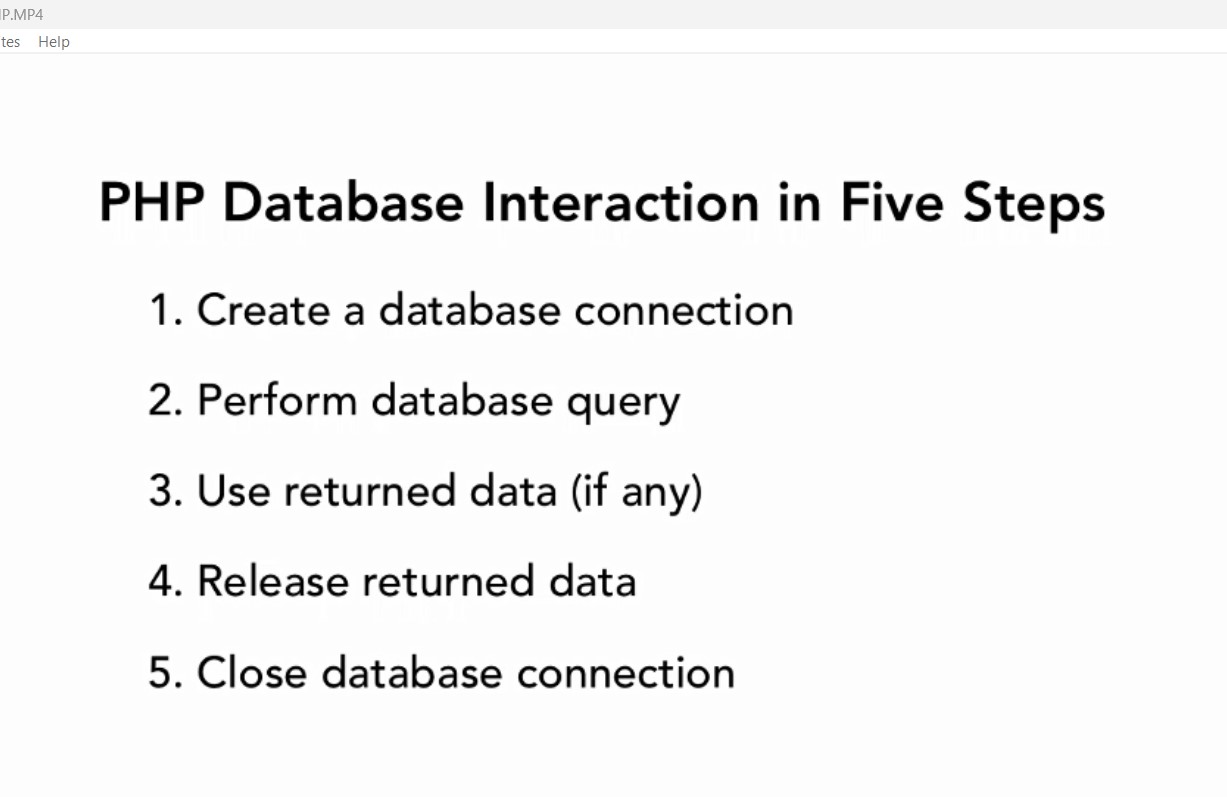 IP.MP4
tes Help
PHP Database Interaction in Five Steps
1. Create a database connection
2. Perform database query
3. Use returned data (if any)
4. Release returned data
5. Close database connection